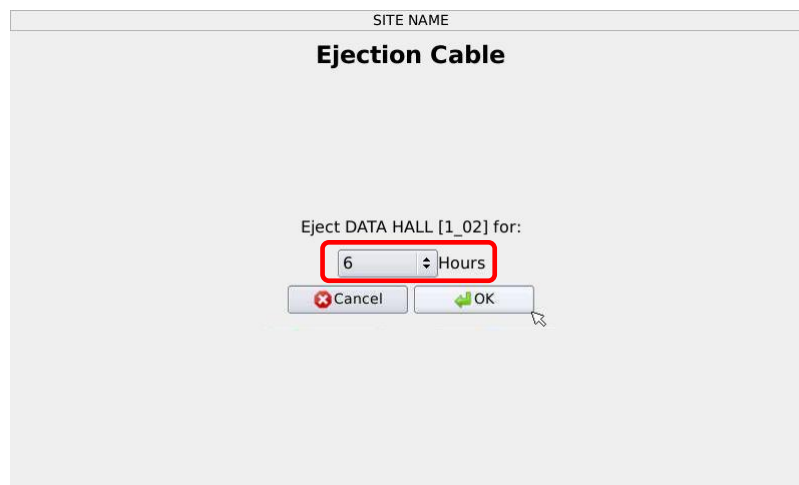 SITE NAME
Ejection Cable
Eject DATA HALL [1_02] for:
6 Hours
Cancel OK